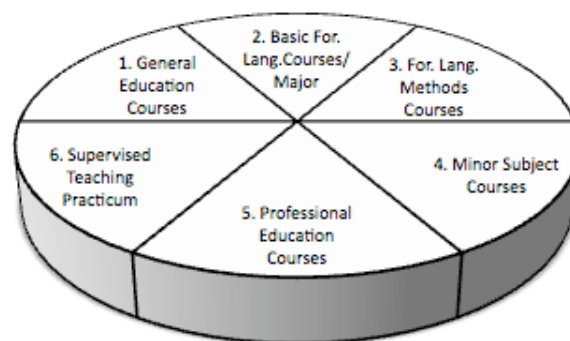 1. General
Education
Courses
2. Basic For.
Lang.Courses/
Major
3. For. Lang.
Methods
Courses
4. Minor Subject
Courses
5. Professional
Education
Courses
6. Supervised
Teaching
Practicum